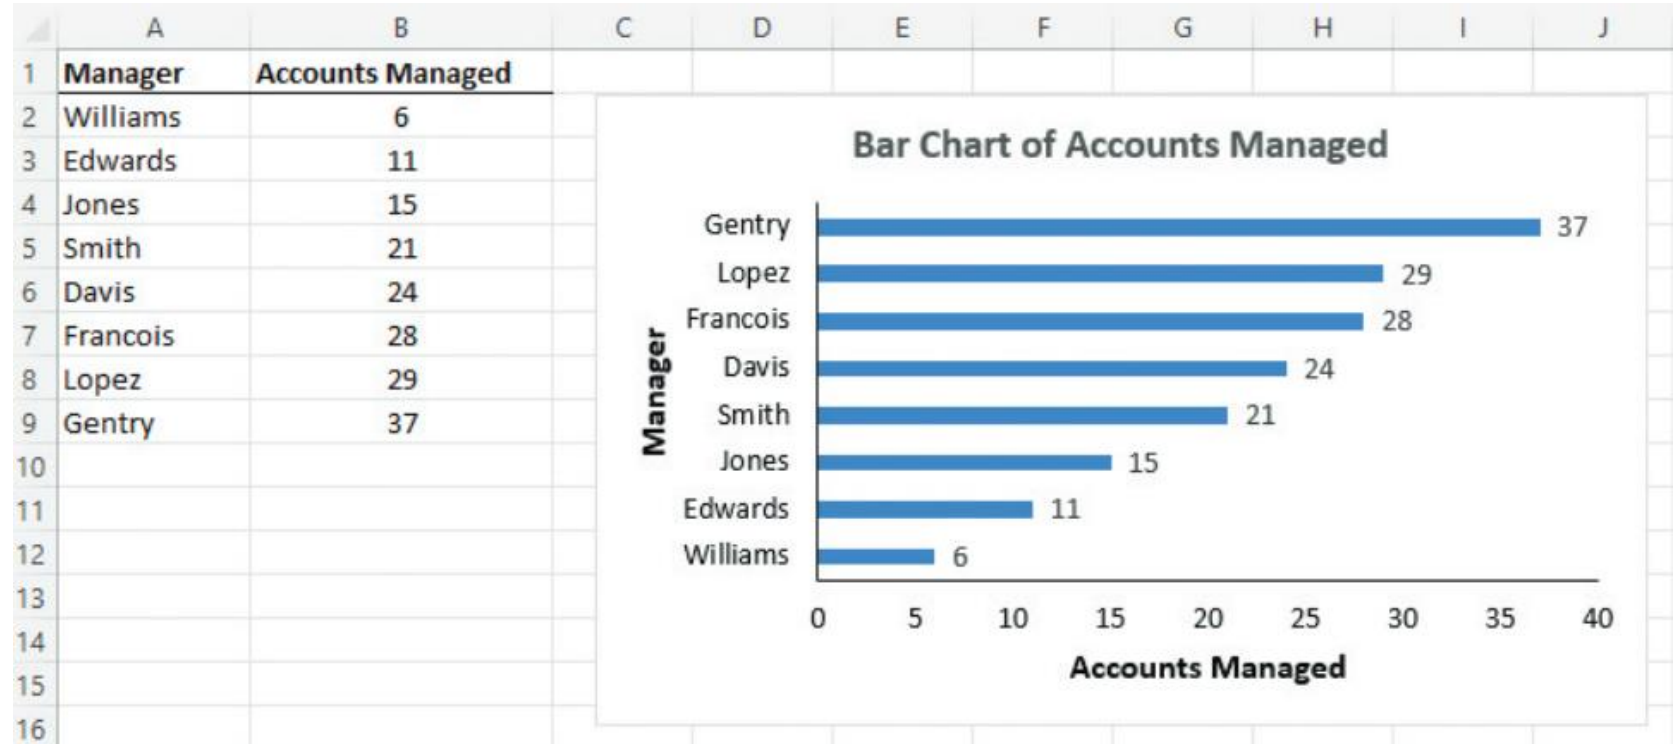 A B C D E F G H I J
1 Manager Accounts Managed
2 Williams 6
3 Edwards 11
4 Jones 15
5 Smith 21
6 Davis 24
7 Francois 28
8 Lopez 29
9 Gentry 37
10
11
12
13
14
15
16
Bar Chart of Accounts Managed
Manager
Gentry 37
Lopez 29
Francois 28
Davis 24
Smith 21
Jones 15
Edwards 11
Williams 6
0 5 10 15 20 25 30 35 40
Accounts Managed